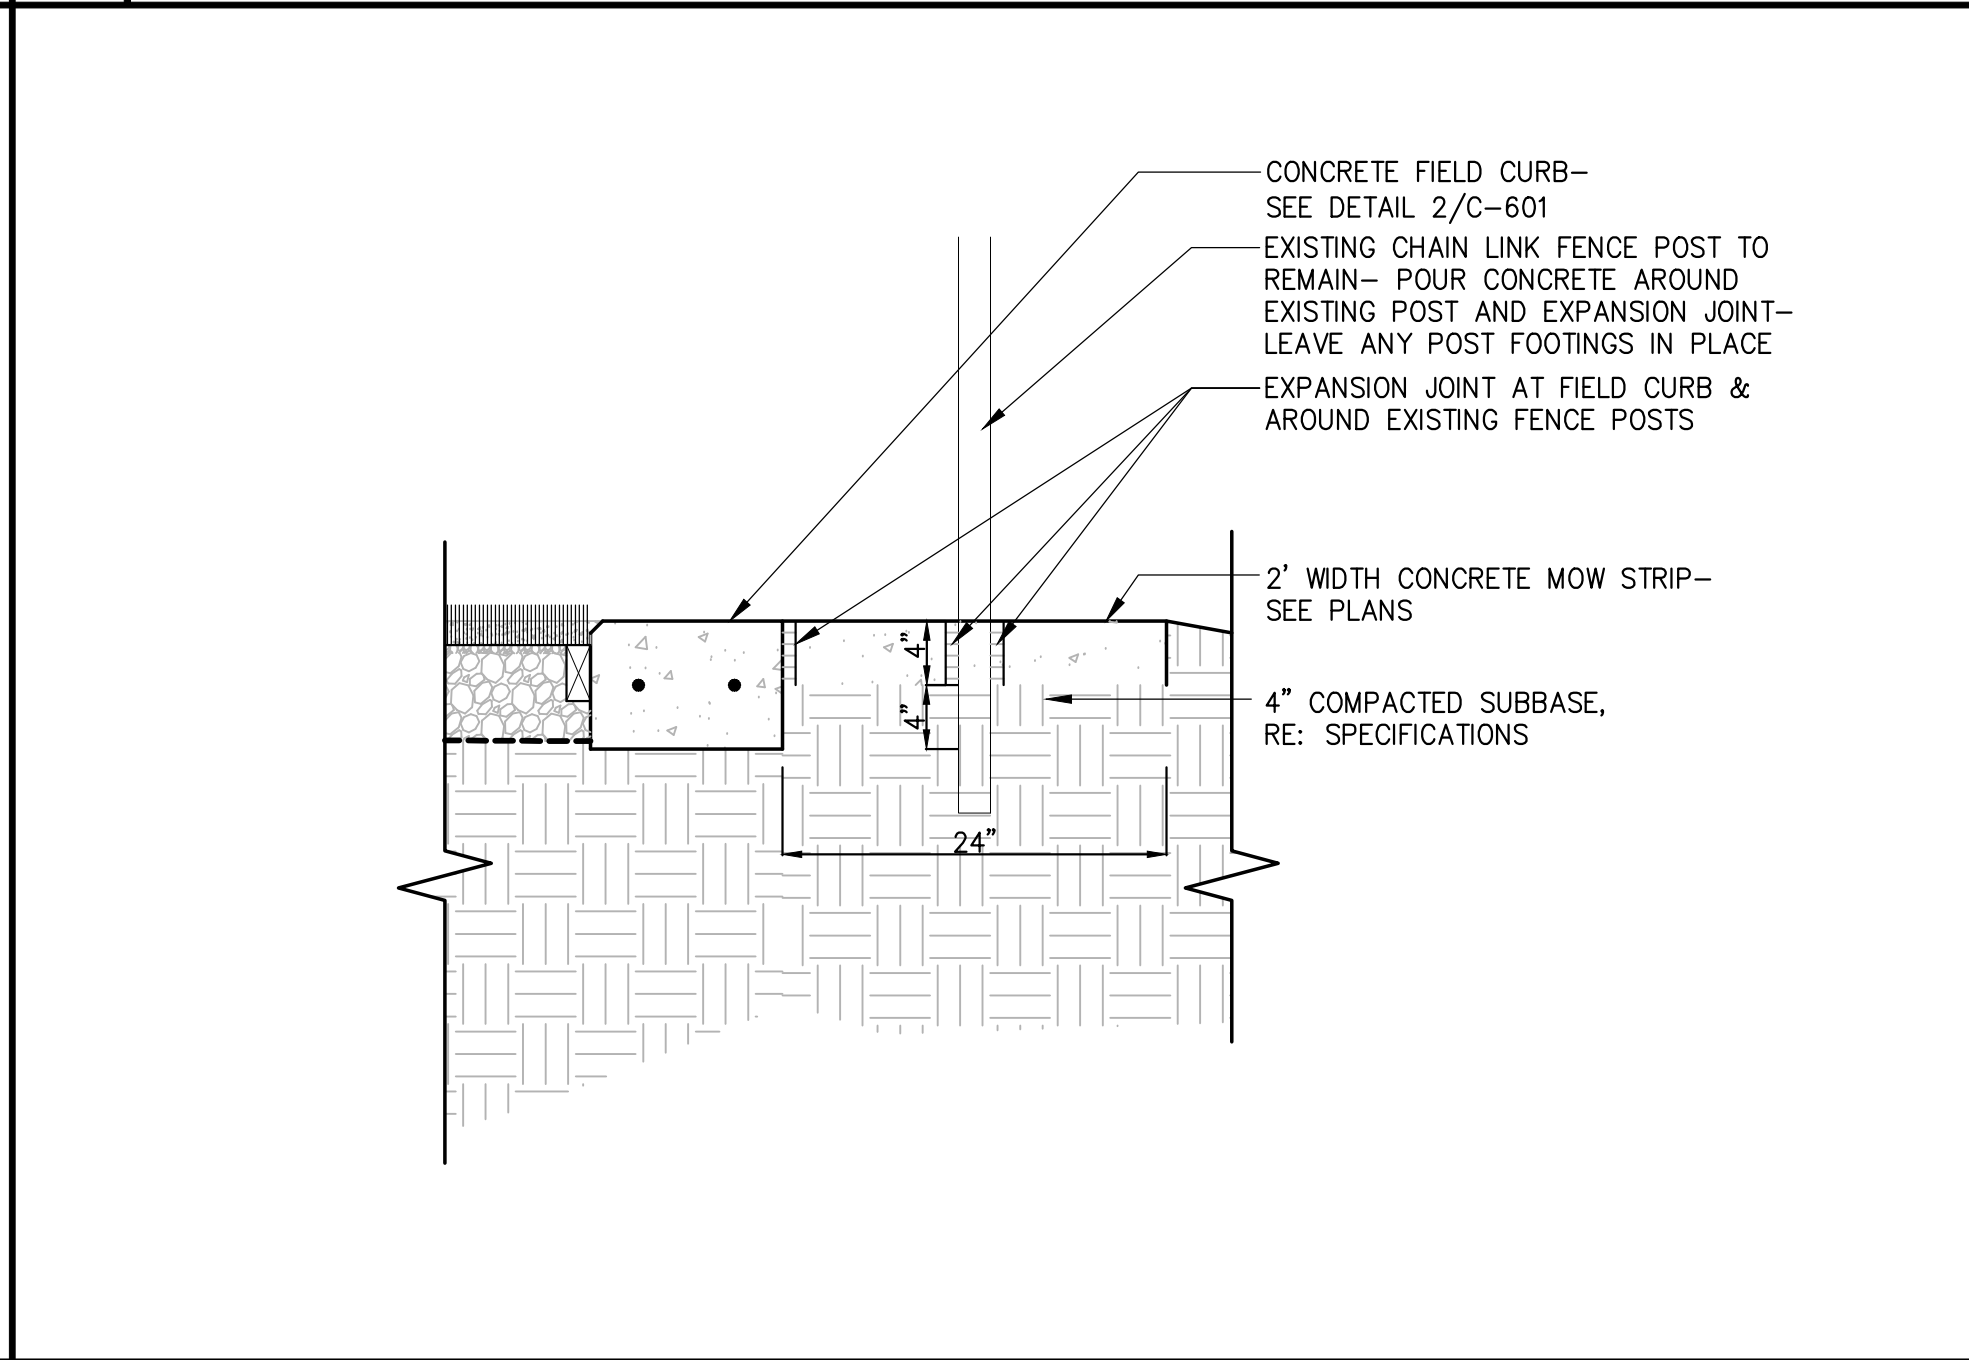 CONCRETE FIELD CURB-
SEE DETAIL 2/C-601
EXISTING CHAIN LINK FENCE POST TO
REMAIN- POUR CONCRETE AROUND
EXISTING POST AND EXPANSION JOINT-
LEAVE ANY POST FOOTINGS IN PLACE
EXPANSION JOINT AT FIELD CURB &
AROUND EXISTING FENCE POSTS
2' WIDTH CONCRETE MOW STRIP-
SEE PLANS
4"
4"
4" COMPACTED SUBBASE,
RE: SPECIFICATIONS
24"